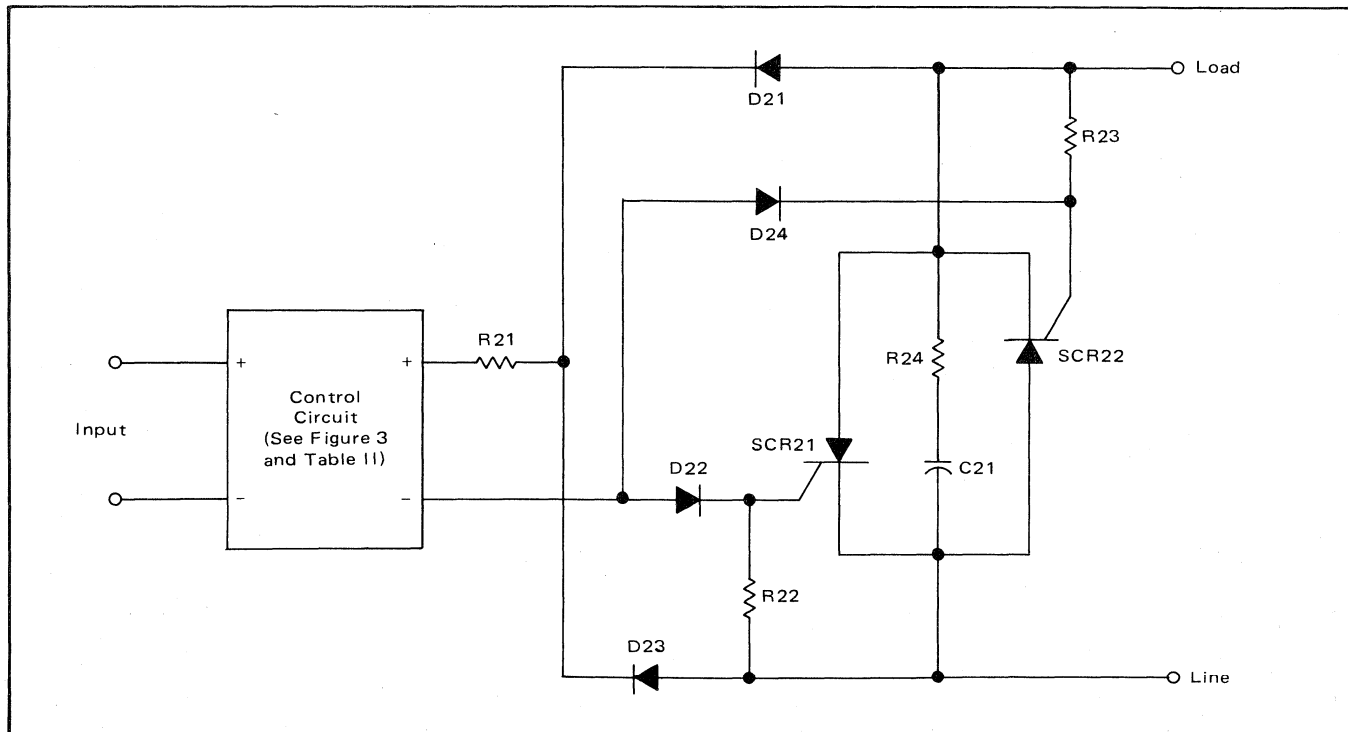 Load
D21
R23
D24
R21
R24
SCR22
+
+
Control
Circuit
(See Figure 3
and Table II)
Input
SCR21
D22
C21
−
−
R22
D23
Line